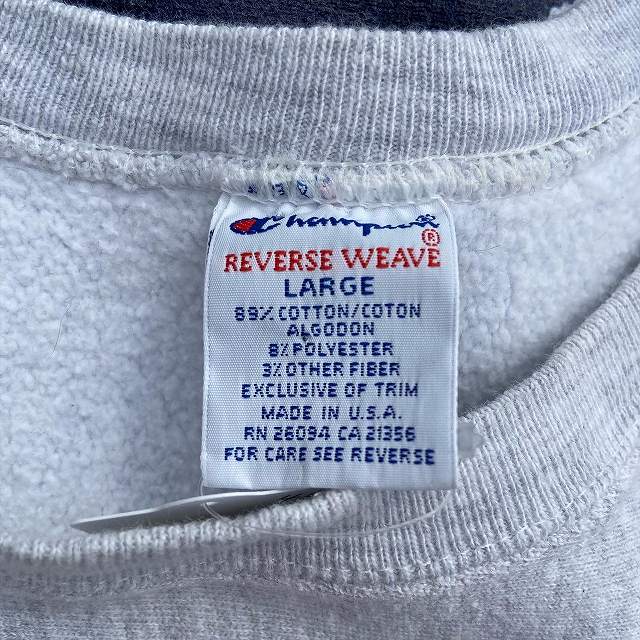 Champion
REVERSE WEAVE ®
LARGE
89% COTTON/COTON
ALGODON
8% POLYESTER
3% OTHER FIBER
EXCLUSIVE OF TRIM
MADE IN U.S.A.
RN 26094 CA 21356
FOR CARE SEE REVERSE